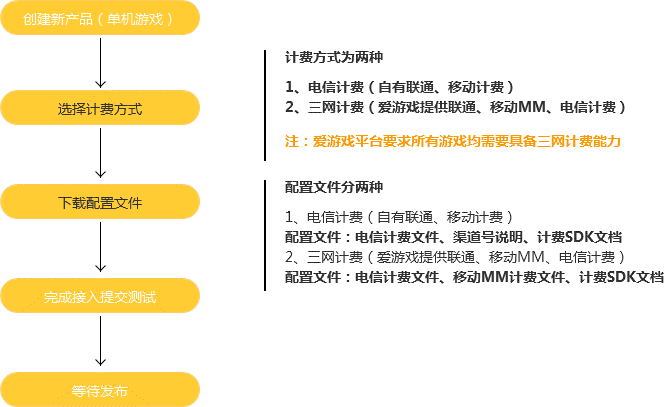 创建新产品（单机游戏）
计费方式为两种
1、电信计费（自有联通、移动计费）
选择计费方式
2、三网计费（爱游戏提供联通、移动MM、电信计费）
注：爱游戏平台要求所有游戏均需要具备三网计费能力
配置文件分两种
下载配置文件
1、电信计费（自有联通、移动计费）
配置文件：电信计费文件、渠道号说明、计费SDK文档
2、三网计费（爱游戏提供联通、移动MM、电信计费）
配置文件：电信计费文件、移动MM计费文件、计费SDK文档
完成接入提交测试
等待发布